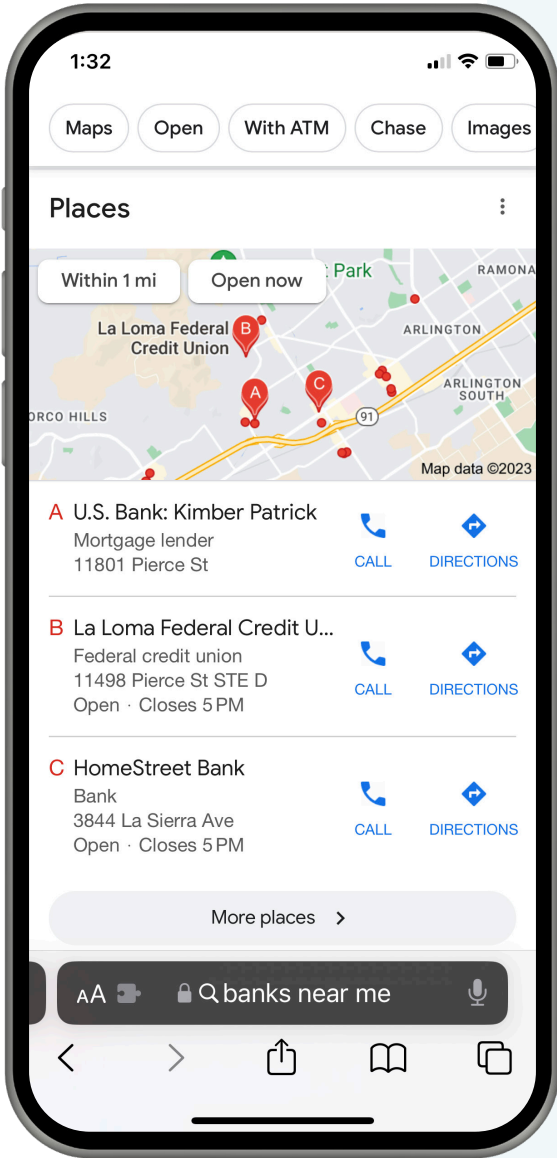 1:32
Maps
Open
With ATM
Chase
Images
Places
Within 1 mi
Open now
t Park
RAMONA
La Loma Federal
Credit Union
B
ARLINGTON
A
C
ARLINGTON
SOUTH
ORCO HILLS
91
Map data ©2023
A U.S. Bank: Kimber Patrick
Mortgage lender
11801 Pierce St
CALL
DIRECTIONS
B La Loma Federal Credit U...
Federal credit union
11498 Pierce St STE D
Open · Closes 5 PM
CALL
DIRECTIONS
C HomeStreet Bank
Bank
3844 La Sierra Ave
Open · Closes 5 PM
CALL
DIRECTIONS
More places
AA
banks near me